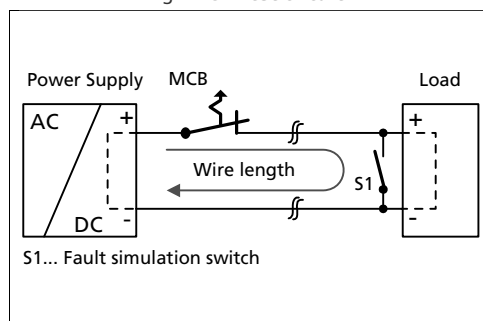 Power Supply
MCB
Load
AC
+
+
Wire length
S1
DC
-
-
S1... Fault simulation switch